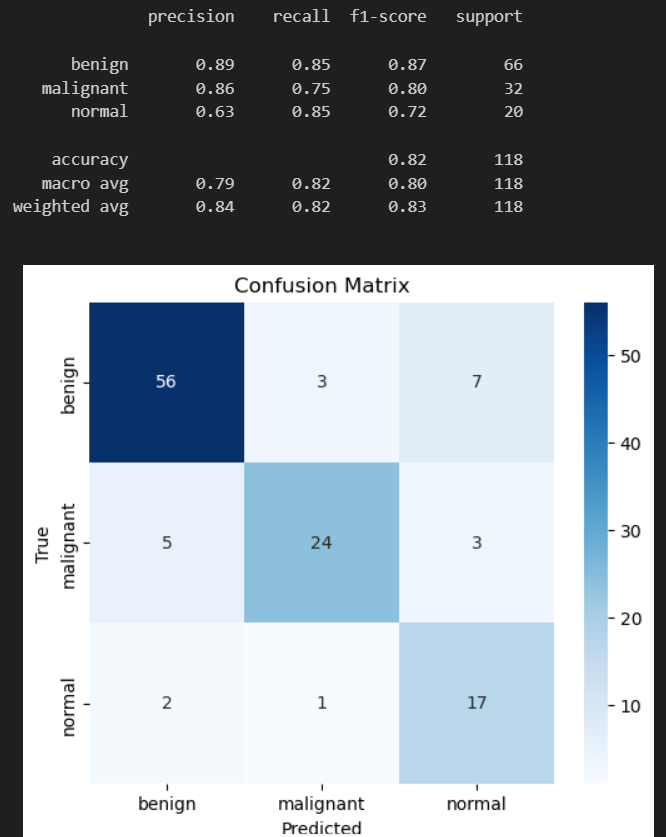 precision recall f1-score support
benign 0.89 0.85 0.87 66
malignant 0.86 0.75 0.80 32
normal 0.63 0.85 0.72 20
accuracy 0.82 118
macro avg 0.79 0.82 0.80 118
weighted avg 0.84 0.82 0.83 118
Confusion Matrix
benign 56 3 7
malignant 5 24 3
normal 2 1 17
benign malignant normal
True
Predicted
50
40
30
20
10